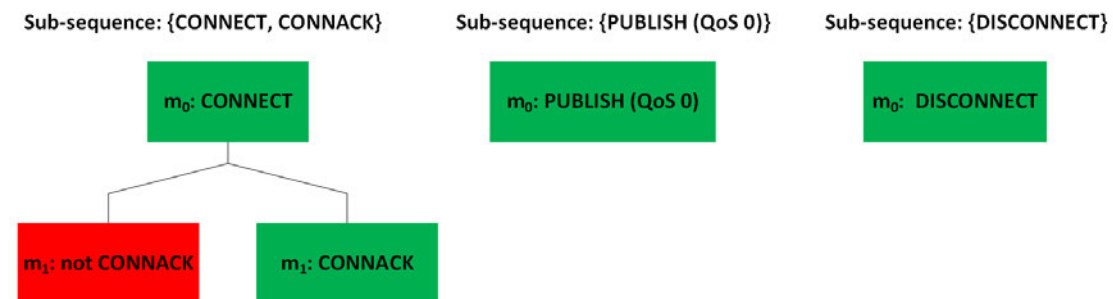 Sub-sequence: {CONNECT, CONNACK}
Sub-sequence: {PUBLISH (QoS 0)}
Sub-sequence: {DISCONNECT}
m₀: CONNECT
m₀: PUBLISH (QoS 0)
m₀: DISCONNECT
m₁: not CONNACK
m₁: CONNACK